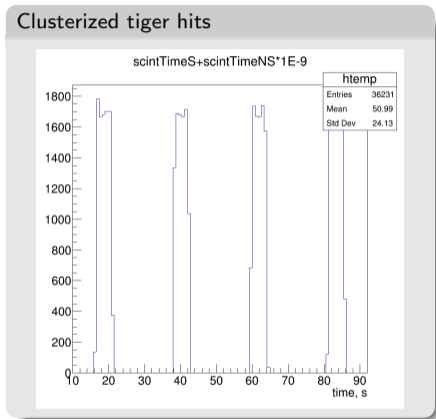 Clusterized tiger hits
scintTimeS+scintTimeNS*1E-9
htemp
Entries 36231
Mean 50.99
Std Dev 24.13
1800
1600
1400
1200
1000
800
600
400
200
0
10 20 30 40 50 60 70 80 90
time, s